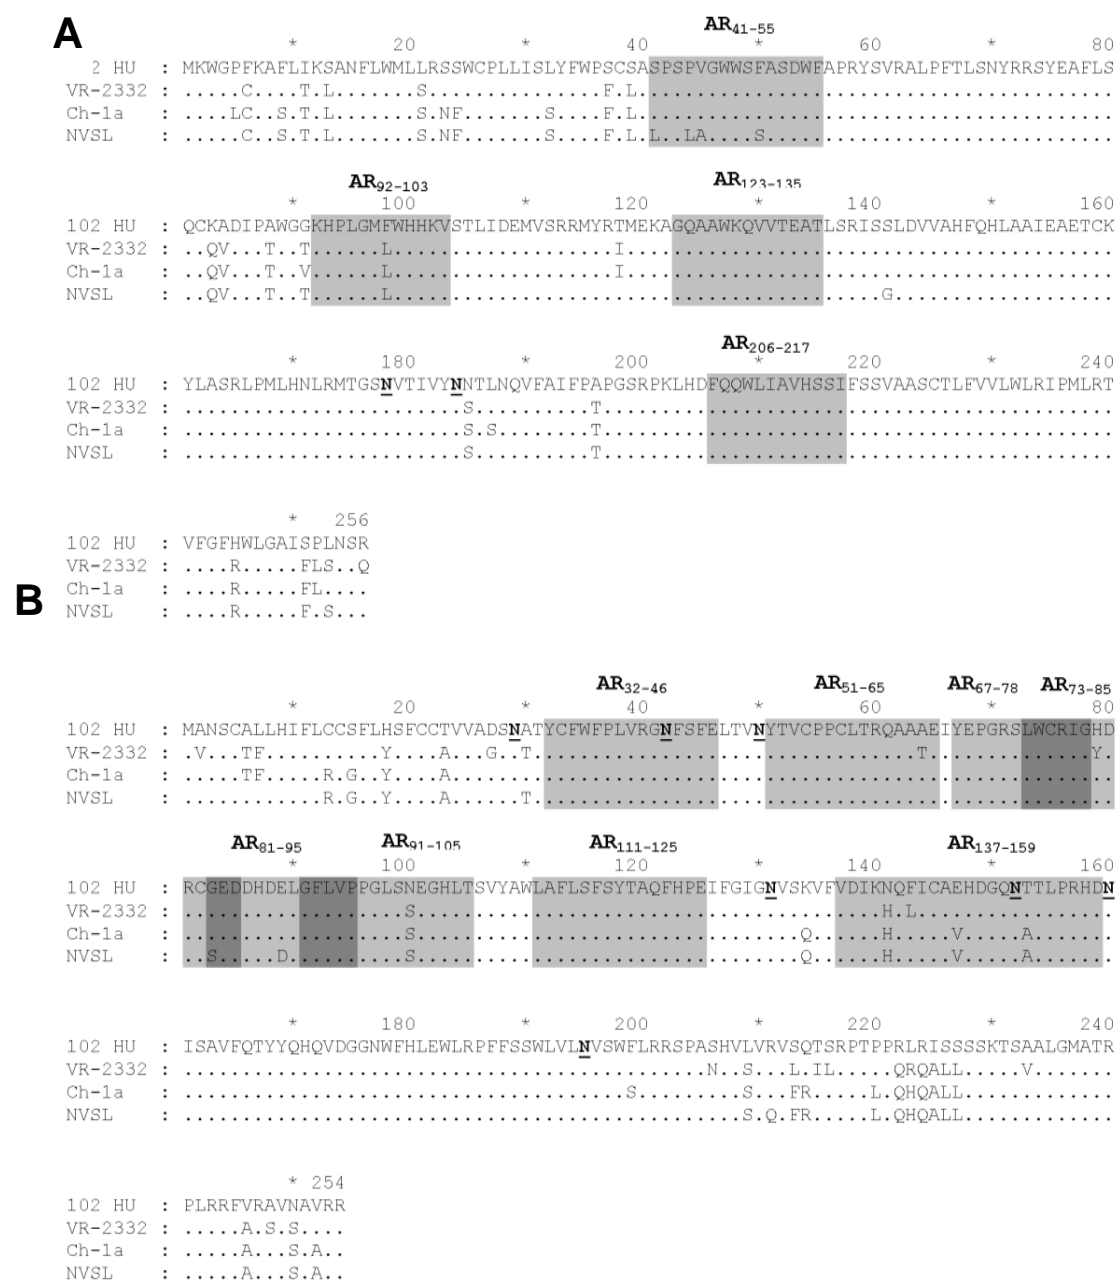 A
AR41-55
* 20 * 40 * 60 * 80
2 HU : MKWGPFKAFLIKSANFLWMLLRSSWCPLLISLYFWPSCSASPSPVGWWSFASDWFAPRYSVRALPFTLSNYRRSYEAFLS
VR-2332 : .....C....T.L.......S...............F.L.........................................
Ch-1a : ....LC..S.T.L.......S.NF.......S....F.L.........................................
NVSL : .....C..S.T.L.......S.NF.......S....F.L.L..LA....S..............................
AR92-103 AR123-135
* 100 * 120 * 140 * 160
102 HU : QCKADIPAWGGKHPLGMFWHHKVSTLIDEMVSRRMYRTMEKAGQAAWKQVVTEATLSRISSLDVVAHFQHLAAIEAETCK
VR-2332 : ..QV...T..T......L...................I..........................................
Ch-1a : ..QV...T..V......L...................I..........................................
NVSL : ..QV...T..T......L..........................................G...................
AR206-217
* 180 * 200 * 220 * 240
102 HU : YLASRLPMLHNLRMTGSNVTIVYNNTLNQVFAIFPAPGSRPKLHDFQQWLIAVHSSIFSSVAASCTLFVVLWLRIPMLRT
VR-2332 : ........................S..........T............................................
Ch-1a : ........................S.S........T............................................
NVSL : ........................S..........T............................................
* 256
102 HU : VFGFHWLGAISPLNSR
VR-2332 : ....R.....FLS..Q
Ch-1a : ....R.....FL....
NVSL : ....R.....F.S...
B
AR32-46 AR51-65 AR67-78 AR73-85
* 20 * 40 * 60 * 80
102 HU : MANSCALLHIFLCCSFLHSFCCTVVADSNATYCFWFPLVRGNFSFELTVNYTVCPPCLTRQAAAEIYEPGRSLWCRIGHD
VR-2332 : .V...TF..........Y....A...G..T.................................T..............Y.
Ch-1a : .....TF.....R.G..Y....A.........................................................
NVSL : ............R.G..Y....A......T..................................................
AR81-95 AR91-105 AR111-125 AR137-159
* 100 * 120 * 140 * 160
102 HU : RCGEDDHDELGFLVPPGLSNEGHLTSVYAWLAFLSFSYTAQFHPEIFGIGNVSKVFVDIKNQFICAEHDGQNTTLPRHDN
VR-2332 : ...................S........................................H.L.................
Ch-1a : ...................S.................................Q......H.....V.....A.......
NVSL : ..S.....D..........S.................................Q......H.....V.....A.......
* 180 * 200 * 220 * 240
102 HU : ISAVFQTYYQHQVDGGNWFHLEWLRPFFSSWLVLNVSWFLRRSPASHVLVRVSQTSRPTPPRLRISSSSKTSAALGMATR
VR-2332 : .............................................N..S...L.IL.....QRQALL.....V.......
Ch-1a : ......................................S.........S...FR.....L.QHQALL.............
NVSL : ................................................S.Q.FR.....L.QHQALL.............
* 254
102 HU : PLRRFVRAVNAVRR
VR-2332 : .....A.S.S....
Ch-1a : .....A...S.A..
NVSL : .....A...S.A..